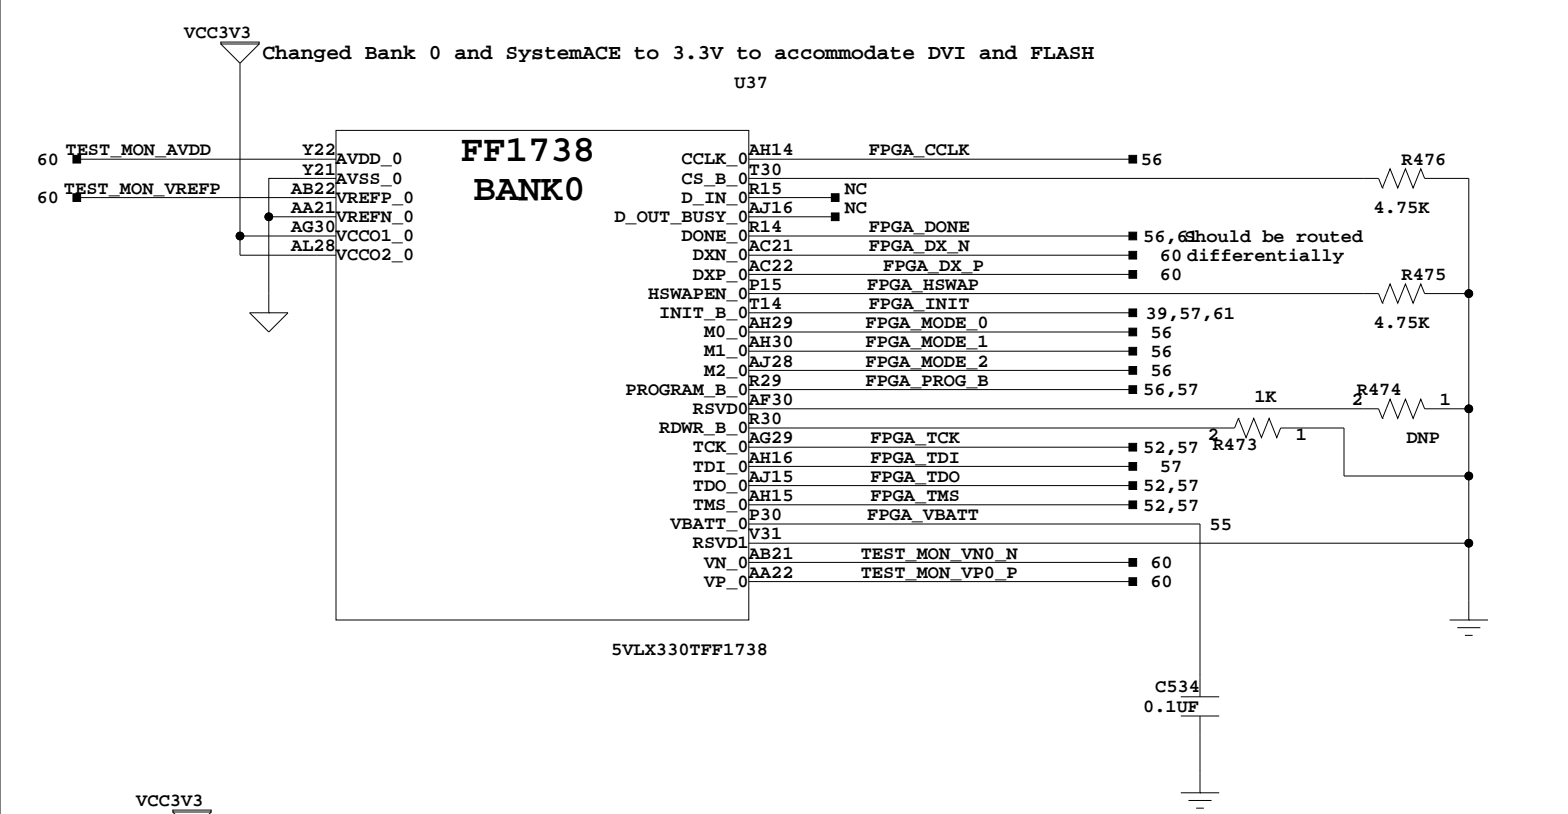 VCC3V3
Changed Bank 0 and SystemACE to 3.3V to accommodate DVI and FLASH
U37
FF1738
BANK0
60 TEST_MON_AVDD Y22 AVDD_0
Y21 AVSS_0
60 TEST_MON_VREFP AB22 VREFP_0
AA21 VREFN_0
AG30 VCCO1_0
AL28 VCCO2_0
CCLK_0 AH14 FPGA_CCLK 56
CS_B_0 T30 R476 4.75K
D_IN_0 R15 NC
D_OUT_BUSY_0 AJ16 NC
DONE_0 R14 FPGA_DONE 56,61
Should be routed
differentially
DXN_0 AC21 FPGA_DX_N 60
DXP_0 AC22 FPGA_DX_P 60
HSWAPEN_0 P15 FPGA_HSWAP R475 4.75K
INIT_B_0 T14 FPGA_INIT 39,57,61
M0_0 AH29 FPGA_MODE_0 56
M1_0 AH30 FPGA_MODE_1 56
M2_0 AJ28 FPGA_MODE_2 56
PROGRAM_B_0 R29 FPGA_PROG_B 56,57
RSVD0 AF30 2 R474 1 DNP
RDWR_B_0 R30 1K 2 R473 1
TCK_0 AG29 FPGA_TCK 52,57
TDI_0 AH16 FPGA_TDI 57
TDO_0 AJ15 FPGA_TDO 52,57
TMS_0 AH15 FPGA_TMS 52,57
VBATT_0 P30 FPGA_VBATT 55
RSVD1 V31
VN_0 AB21 TEST_MON_VN0_N 60
VP_0 AA22 TEST_MON_VP0_P 60
5VLX330TFF1738
C534
0.1UF
VCC3V3